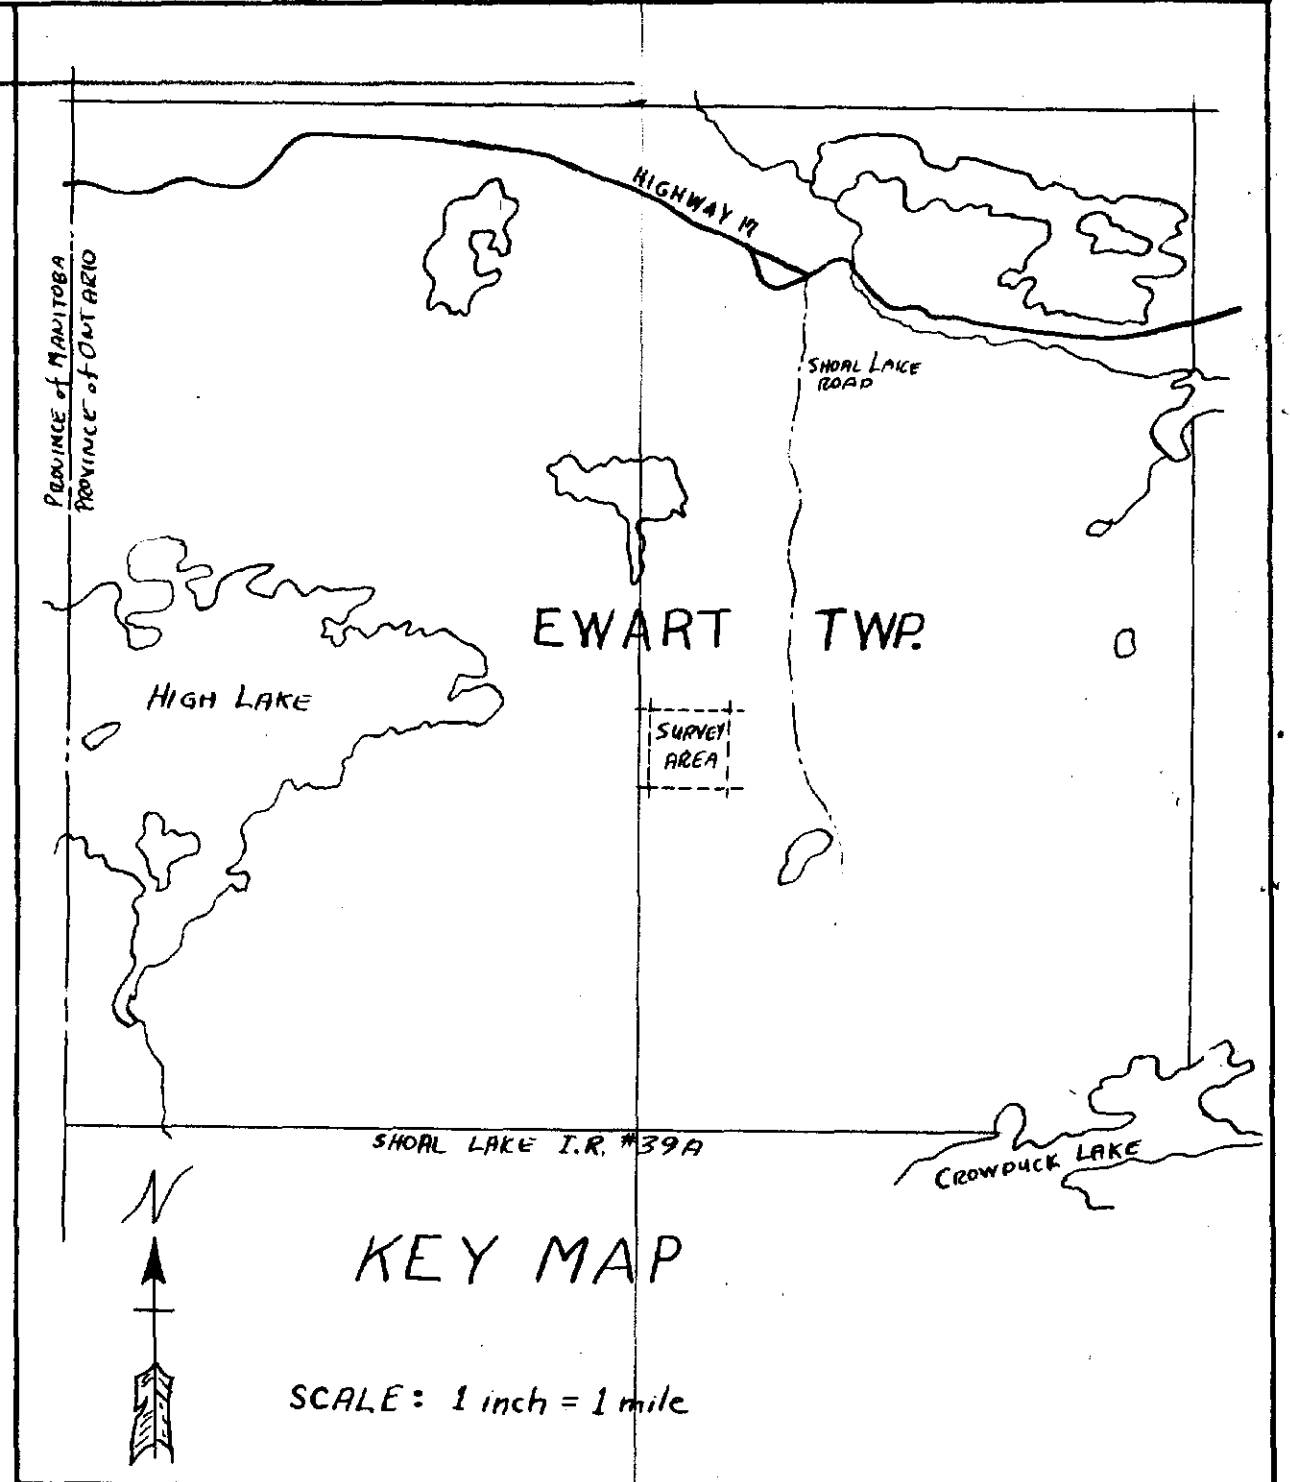 HIGHWAY 17
PROVINCE of MANITOBA
PROVINCE of ONTARIO
SHOAL LAKE
ROAD
EWART TWP.
HIGH LAKE
SURVEY
AREA
SHOAL LAKE I.R. #39A
CROWDUCK LAKE
N
KEY MAP
SCALE: 1 inch = 1 mile